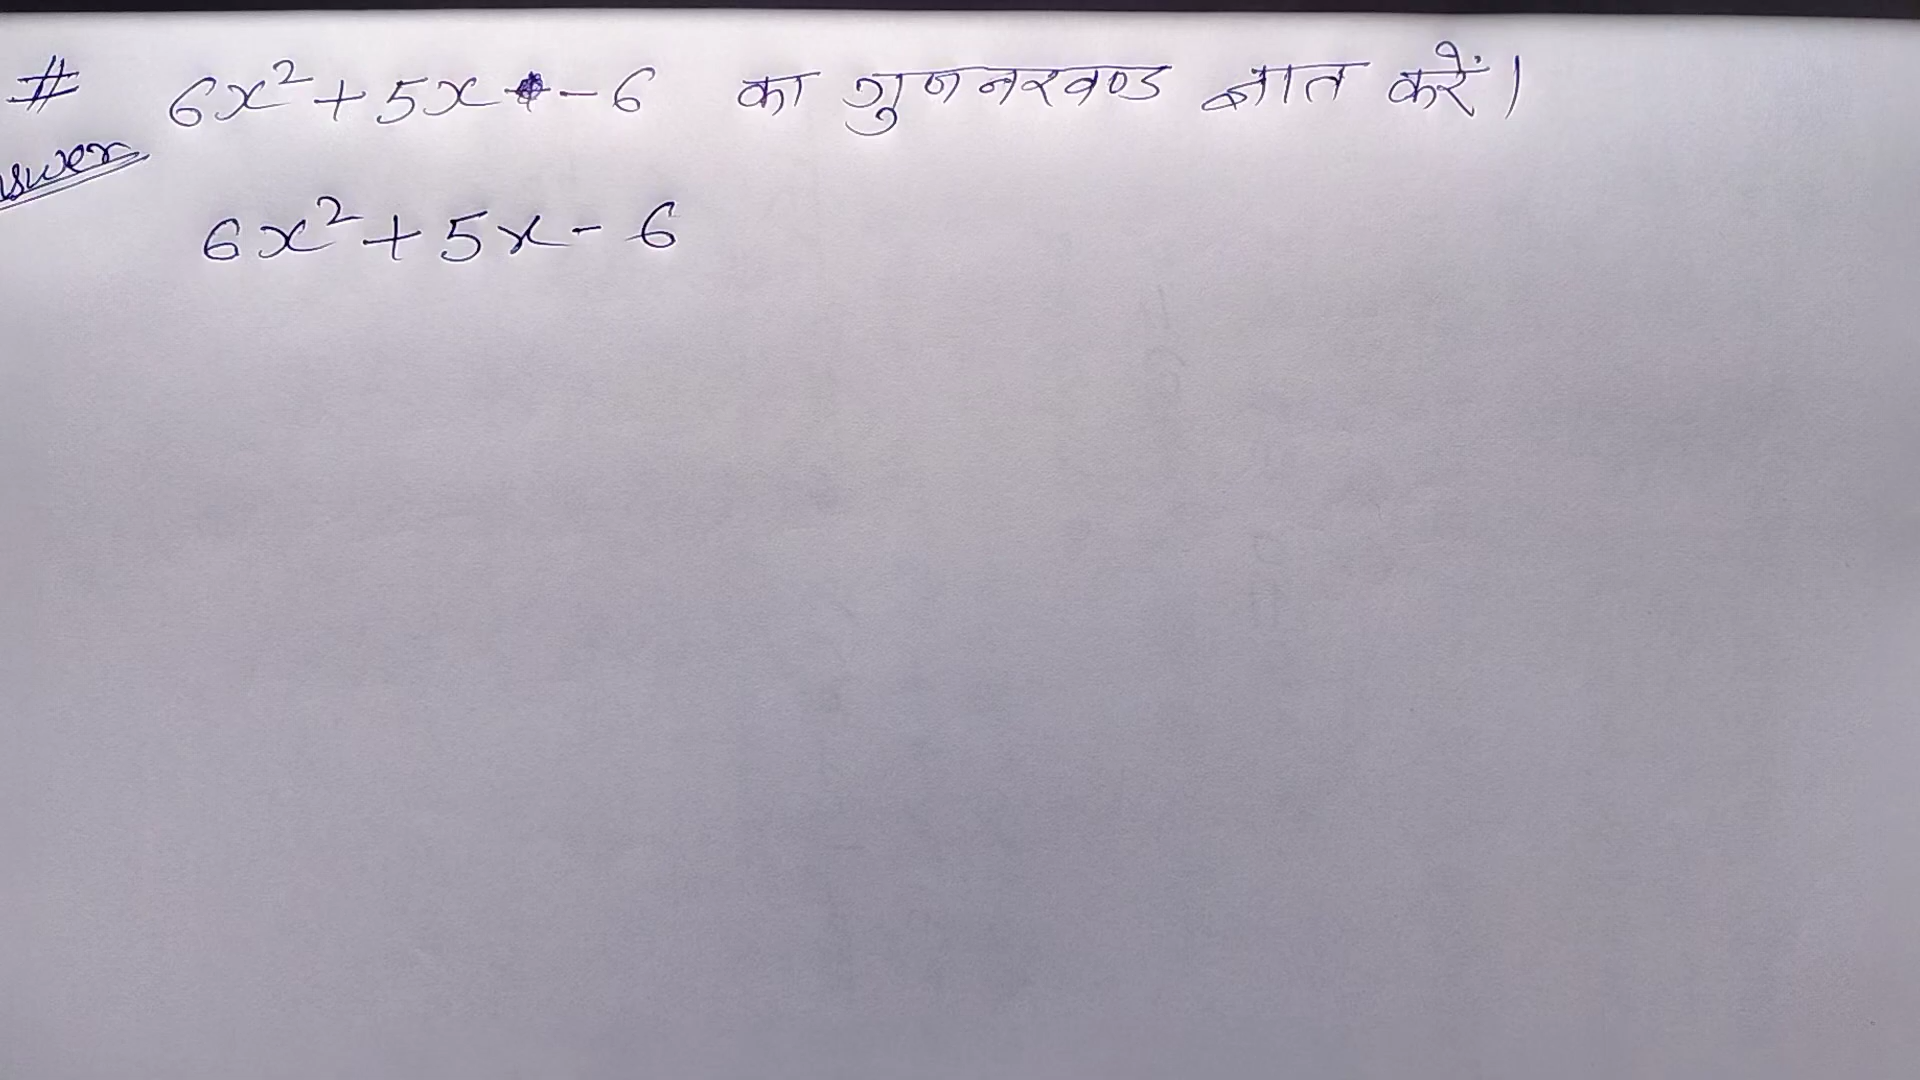 # 6x² + 5x - 6 का गुणनखण्ड ज्ञात करें।
swer
6x² + 5x - 6